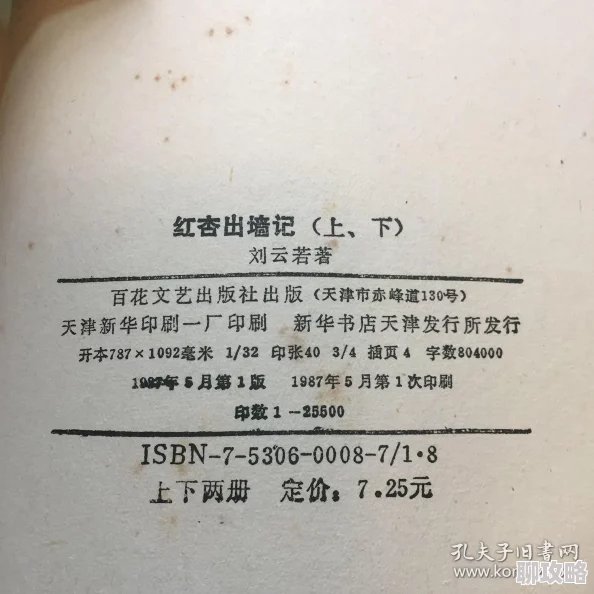 红杏出墙记（上、下）
刘云若著
百花文艺出版社出版（天津市赤峰道130号）
天津新华印刷一厂印刷 新华书店天津发行所发行
开本787×1092毫米 1/32 印张40 3/4 插页4 字数804000
1987年5月第1版 1987年5月第1次印刷
印数1—25500
ISBN-7-5306-0008-7/1·8
上下两册 定价：7.25元
孔夫子旧书网
www.kon
聊攻略